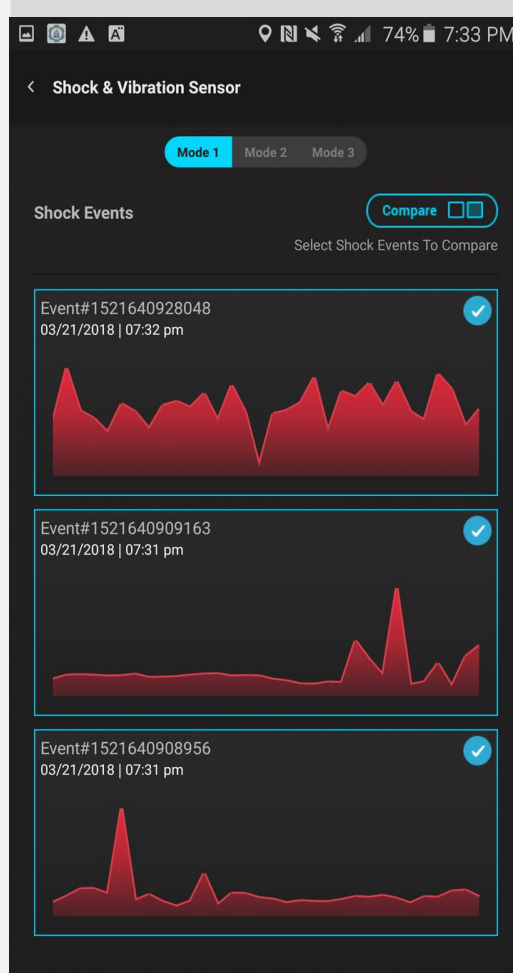 74% 7:33 PM
Shock & Vibration Sensor
Mode 1 Mode 2 Mode 3
Shock Events
Compare
Select Shock Events To Compare
Event#1521640928048
03/21/2018 | 07:32 pm
Event#1521640909163
03/21/2018 | 07:31 pm
Event#1521640908956
03/21/2018 | 07:31 pm